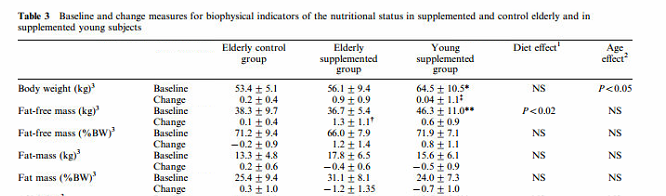 Table 3 Baseline and change measures for biophysical indicators of the nutritional status in supplemented and control elderly and in
supplemented young subjects
Elderly control group Elderly supplemented group Young supplemented group Diet effect¹ Age effect²
Body weight (kg)³ Baseline 53.4 ± 5.1 56.1 ± 9.4 64.5 ± 10.5* NS P<0.05
Change 0.2 ± 0.4 0.9 ± 0.9 0.04 ± 1.1‡
Fat-free mass (kg)³ Baseline 38.3 ± 9.7 36.7 ± 5.4 46.3 ± 11.0** P<0.02 NS
Change 0.1 ± 0.4 1.3 ± 1.1† 0.6 ± 0.9
Fat-free mass (%BW)³ Baseline 71.2 ± 9.4 66.0 ± 7.9 71.9 ± 7.1 NS NS
Change −0.2 ± 0.9 1.2 ± 1.4 0.8 ± 1.1
Fat-mass (kg)³ Baseline 13.3 ± 4.8 17.8 ± 6.5 15.6 ± 6.1 NS NS
Change 0.2 ± 0.6 −0.4 ± 0.6 −0.5 ± 0.9
Fat mass (%BW)³ Baseline 25.4 ± 9.4 31.1 ± 8.1 24.0 ± 7.3 NS NS
Change 0.3 ± 1.0 −1.2 ± 1.35 −0.7 ± 1.0